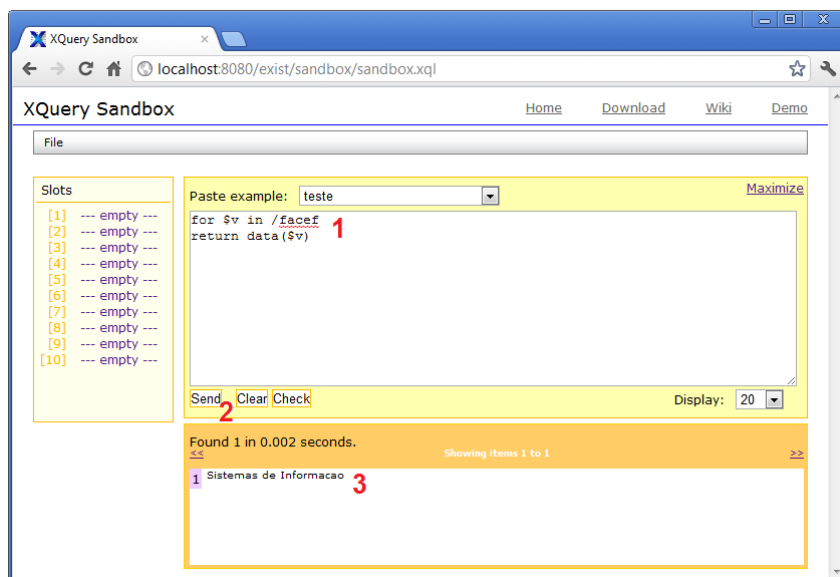 XQuery Sandbox
localhost:8080/exist/sandbox/sandbox.xql
XQuery Sandbox
Home Download Wiki Demo
File
Slots
[1] --- empty ---
[2] --- empty ---
[3] --- empty ---
[4] --- empty ---
[5] --- empty ---
[6] --- empty ---
[7] --- empty ---
[8] --- empty ---
[9] --- empty ---
[10] --- empty ---
Paste example: teste
Maximize
for $v in /facef
return data($v)
1
Send Clear Check
2
Display: 20
Found 1 in 0.002 seconds.
<< Showing items 1 to 1 >>
1 Sistemas de Informacao 3